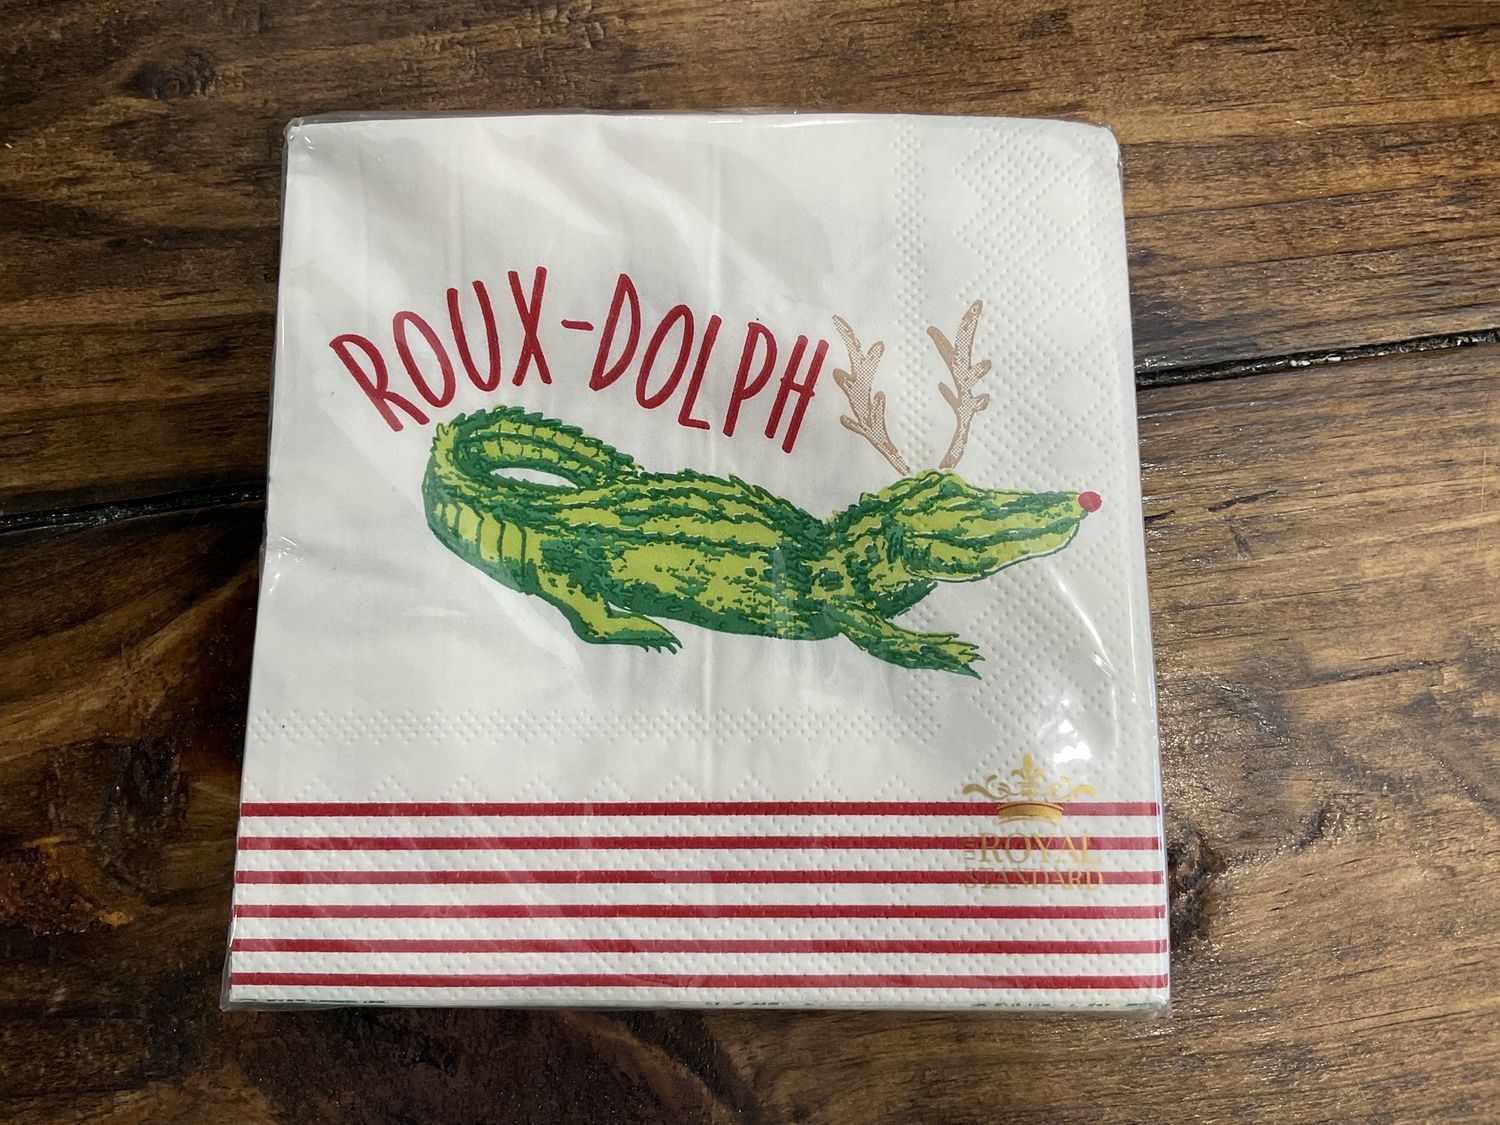 ROUX-DOLPH
THE
ROYAL
STANDARD